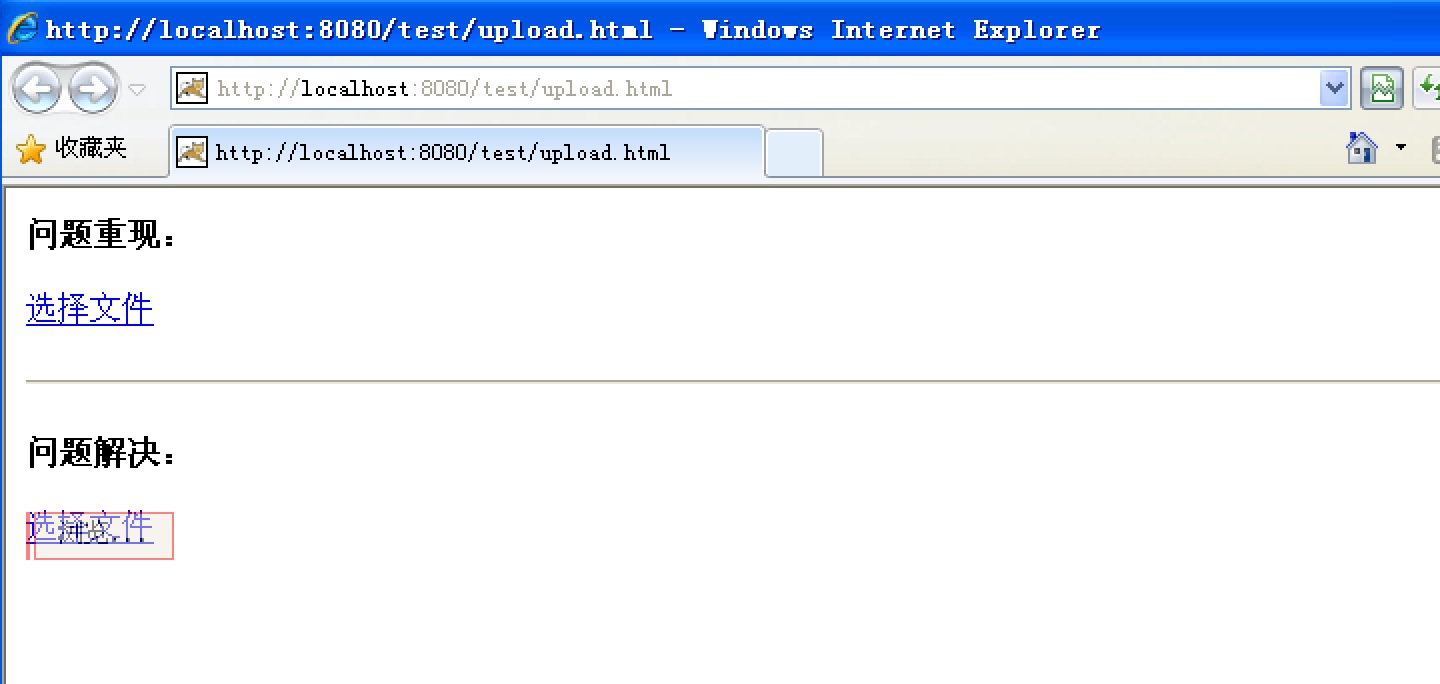 http://localhost:8080/test/upload.html - Windows Internet Explorer
http://localhost:8080/test/upload.html
收藏夹
http://localhost:8080/test/upload.html
问题重现：
选择文件
问题解决：
选择文件
浏览...